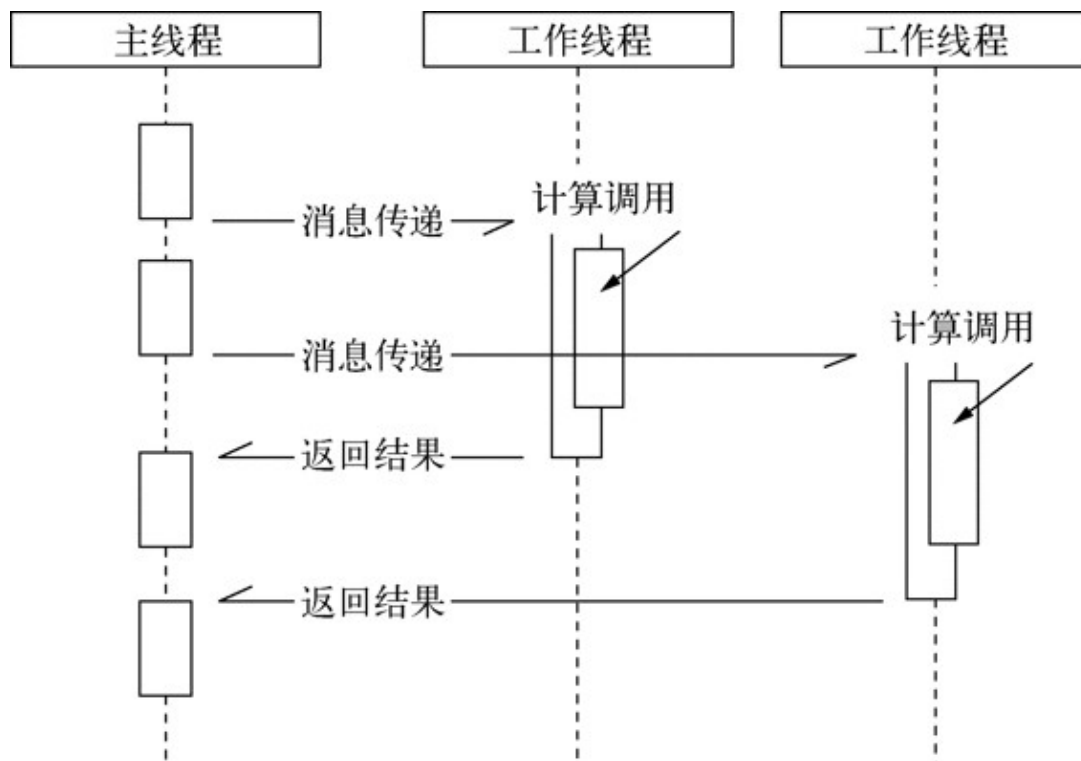 主线程
工作线程
工作线程
计算调用
消息传递
计算调用
消息传递
返回结果
返回结果